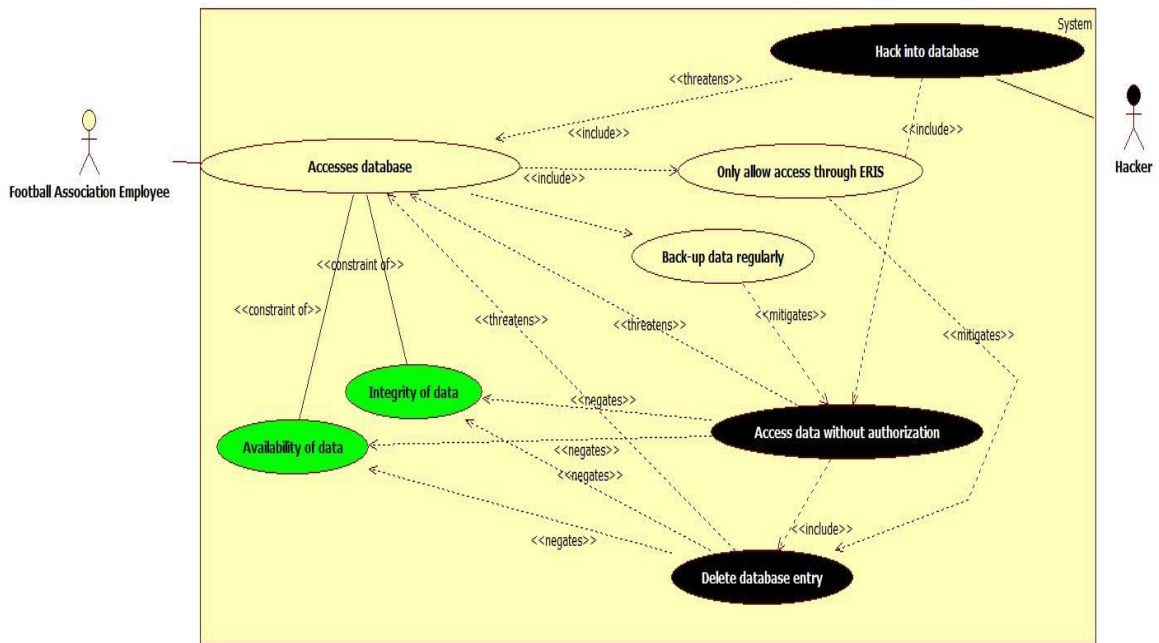 System
Hack into database
<<threatens>>
<<include>>
<<include>>
Hacker
Football Association Employee
Accesses database
<<include>>
Only allow access through ERIS
Back-up data regularly
<<constraint of>>
<<constraint of>>
<<threatens>>
<<threatens>>
<<mitigates>>
<<mitigates>>
Integrity of data
<<negates>>
Access data without authorization
Availability of data
<<negates>>
<<negates>>
<<include>>
<<negates>>
Delete database entry